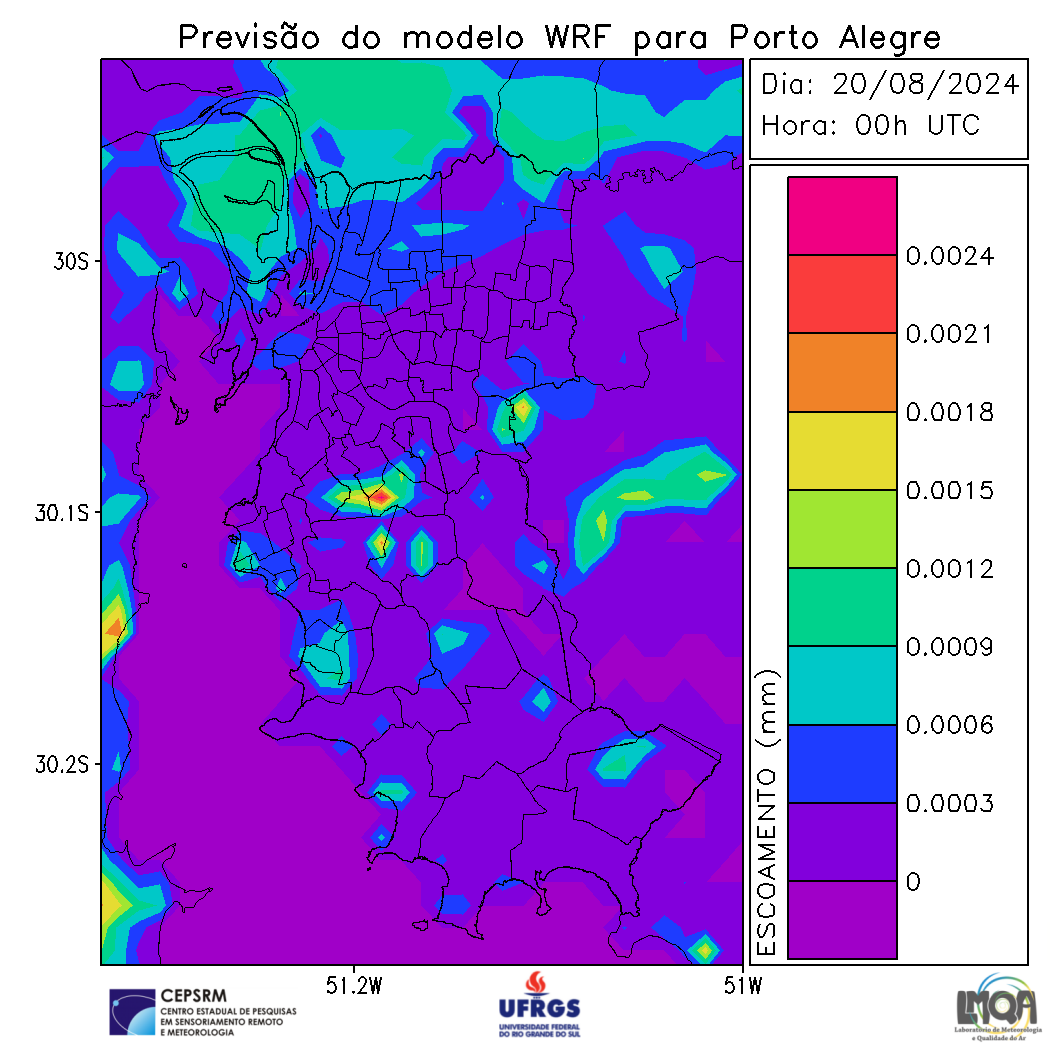 Previsão do modelo WRF para Porto Alegre
Dia: 20/08/2024
Hora: 00h UTC
30S
30.1S
30.2S
51.2W
51W
0.0024
0.0021
0.0018
0.0015
0.0012
0.0009
0.0006
0.0003
0
ESCOAMENTO (mm)
CEPSRM
CENTRO ESTADUAL DE PESQUISAS
EM SENSORIAMENTO REMOTO
E METEOROLOGIA
UFRGS
UNIVERSIDADE FEDERAL
DO RIO GRANDE DO SUL
LMQA
Laboratório de Meteorologia
e Qualidade do Ar